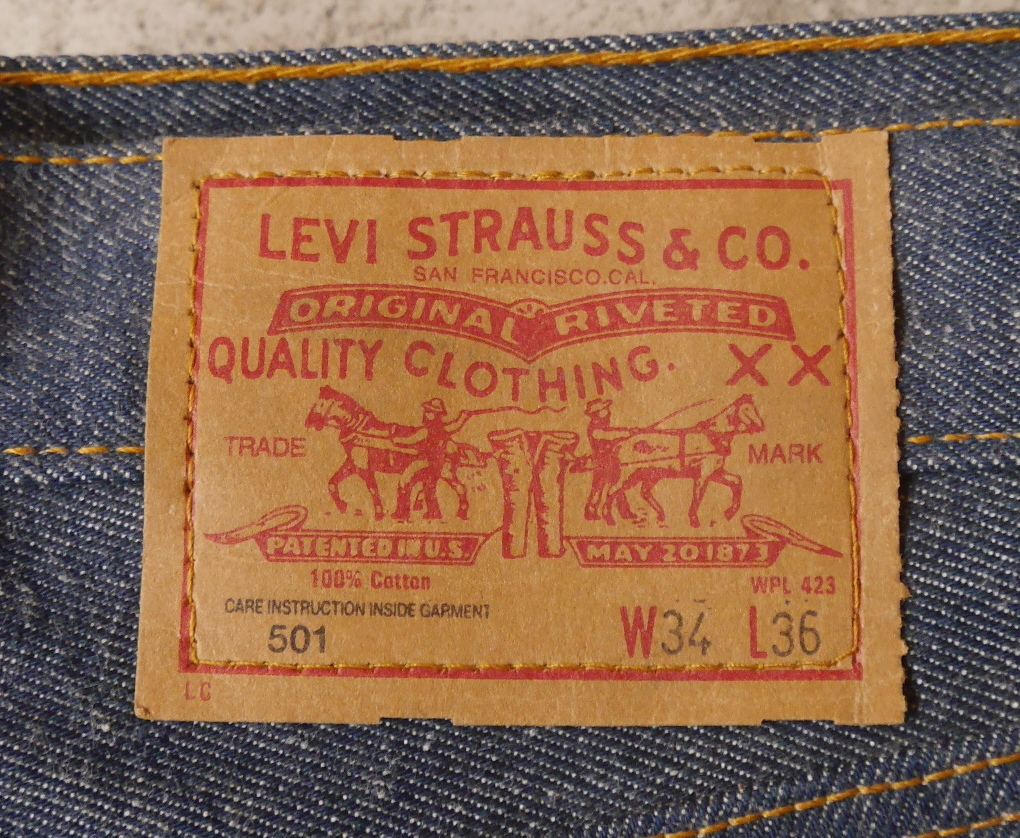 LEVI STRAUSS & CO.
SAN FRANCISCO.CAL.
ORIGINAL RIVETED
QUALITY CLOTHING. XX
TRADE MARK
PATENTED IN U.S. MAY 20 1873
100% Cotton WPL 423
CARE INSTRUCTION INSIDE GARMENT
501 W34 L36
LC